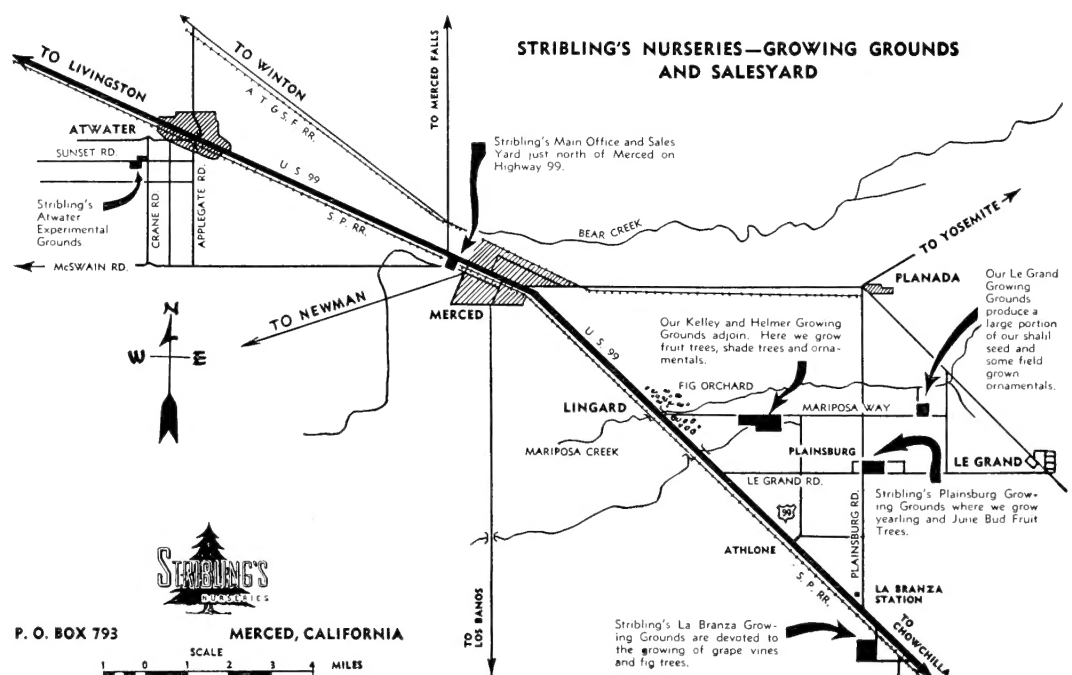 STRIBLING'S NURSERIES—GROWING GROUNDS
AND SALESYARD
TO LIVINGSTON
TO WINTON
A T G S. F. RR.
TO MERCED FALLS
ATWATER
SUNSET RD.
U S 99
S. P. RR.
Stribling's
Atwater
Experimental
Grounds
CRANE RD.
APPLEGATE RD.
McSWAIN RD.
Stribling's Main Office and Sales
Yard just north of Merced on
Highway 99.
BEAR CREEK
TO YOSEMITE
PLANADA
TO NEWMAN
MERCED
N
W E
U S 99
Our Kelley and Helmer Growing
Grounds adjoin. Here we grow
fruit trees, shade trees and orna-
mentals.
Our Le Grand
Growing
Grounds
produce a
large portion
of our shalil
seed and
some field
grown
ornamentals.
FIG ORCHARD
LINGARD
MARIPOSA WAY
MARIPOSA CREEK
PLAINSBURG
LE GRAND
LE GRAND RD.
PLAINSBURG RD.
Stribling's Plainsburg Grow-
ing Grounds where we grow
yearling and June Bud Fruit
Trees.
99
ATHLONE
S. P. RR.
LA BRANZA
STATION
TO
CHOWCHILLA
STRIBLING'S
NURSERIES
P. O. BOX 793
MERCED, CALIFORNIA
TO
LOS BANOS
Stribling's La Branza Grow-
ing Grounds are devoted to
the growing of grape vines
and fig trees.
SCALE
1 0 1 2 3 4 MILES